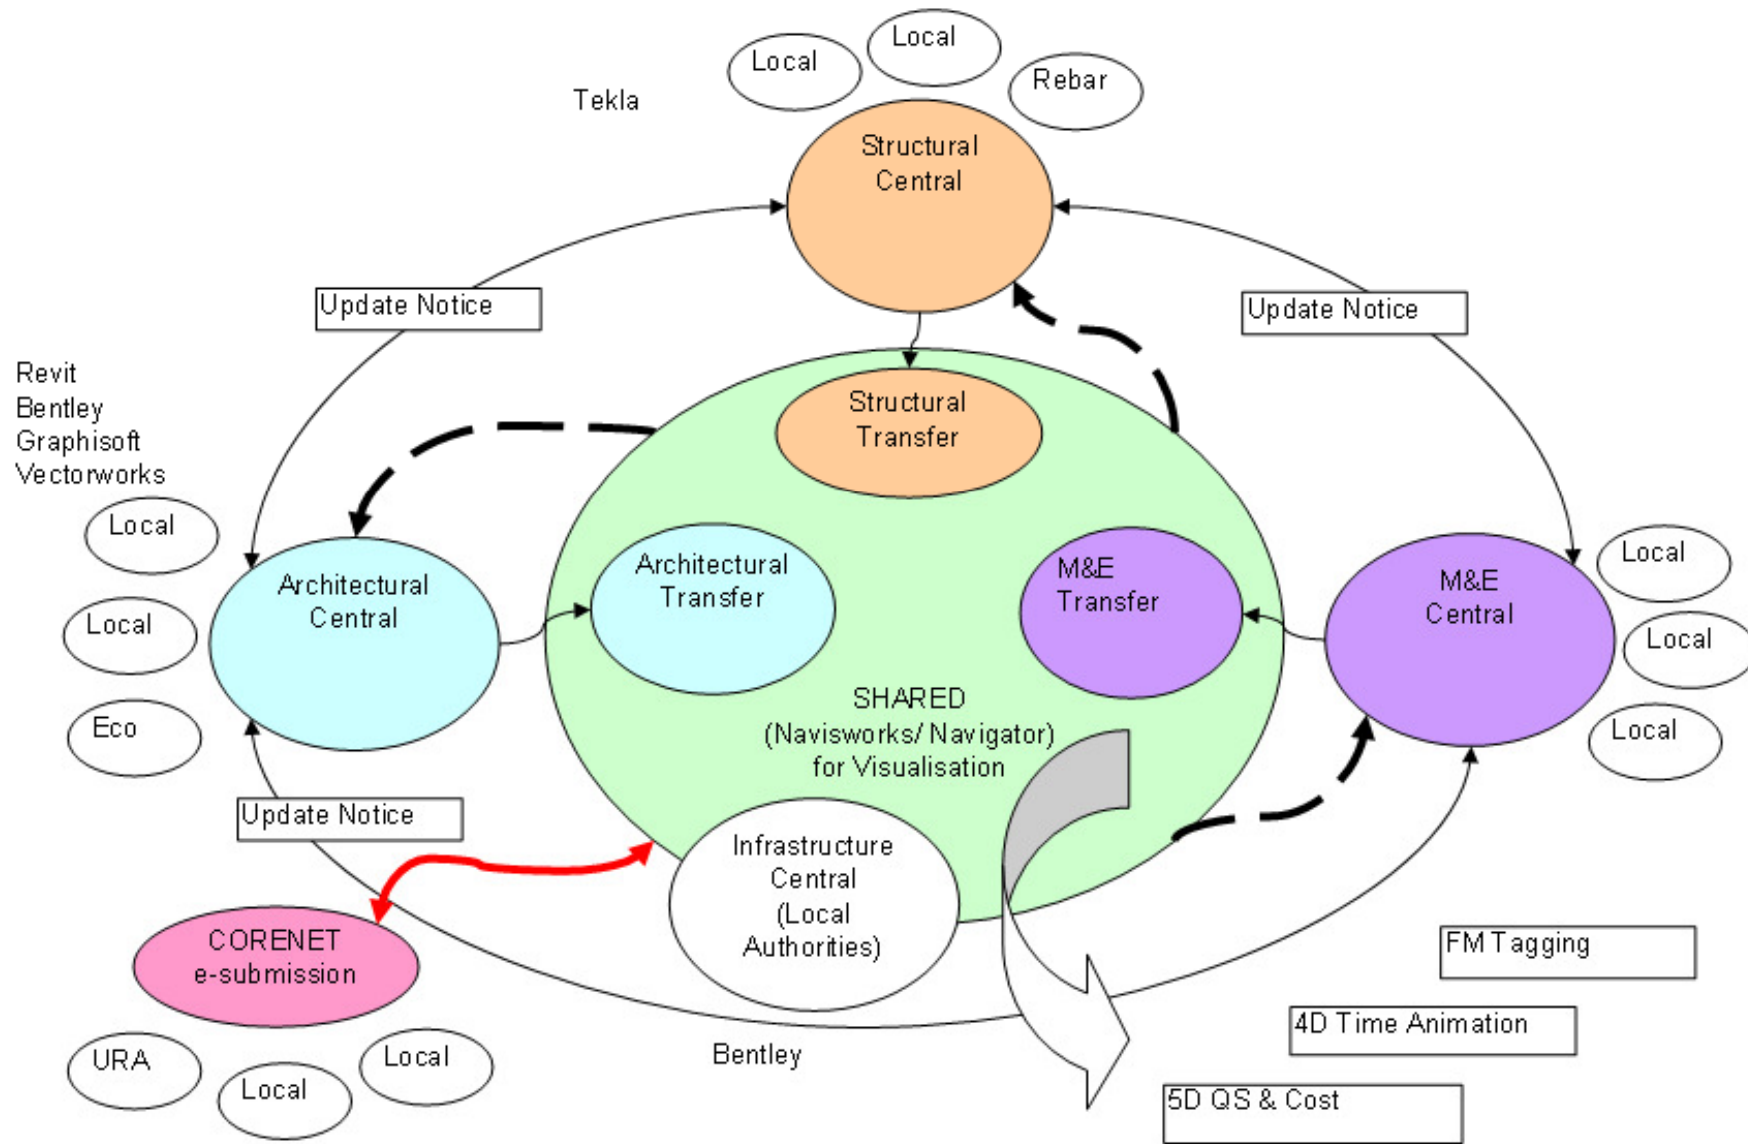 Local
Local
Rebar
Tekla
Structural
Central
Update Notice
Update Notice
Revit
Bentley
Graphisoft
Vectorworks
Structural
Transfer
Local
Local
Eco
Architectural
Central
Architectural
Transfer
M&E
Transfer
M&E
Central
Local
Local
Local
SHARED
(Navisworks/ Navigator)
for Visualisation
Update Notice
Infrastructure
Central
(Local
Authorities)
CORENET
e-submission
URA
Local
Local
Bentley
FM Tagging
4D Time Animation
5D QS & Cost